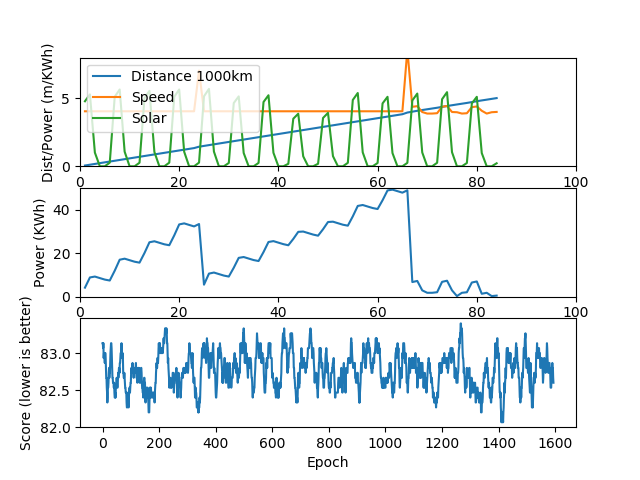 Dist/Power (m/KWh)
5
0
Distance 1000km
Speed
Solar
0 20 40 60 80 100
Power (KWh)
40
20
0
0 20 40 60 80 100
Score (lower is better)
83.0
82.5
82.0
0 200 400 600 800 1000 1200 1400 1600
Epoch